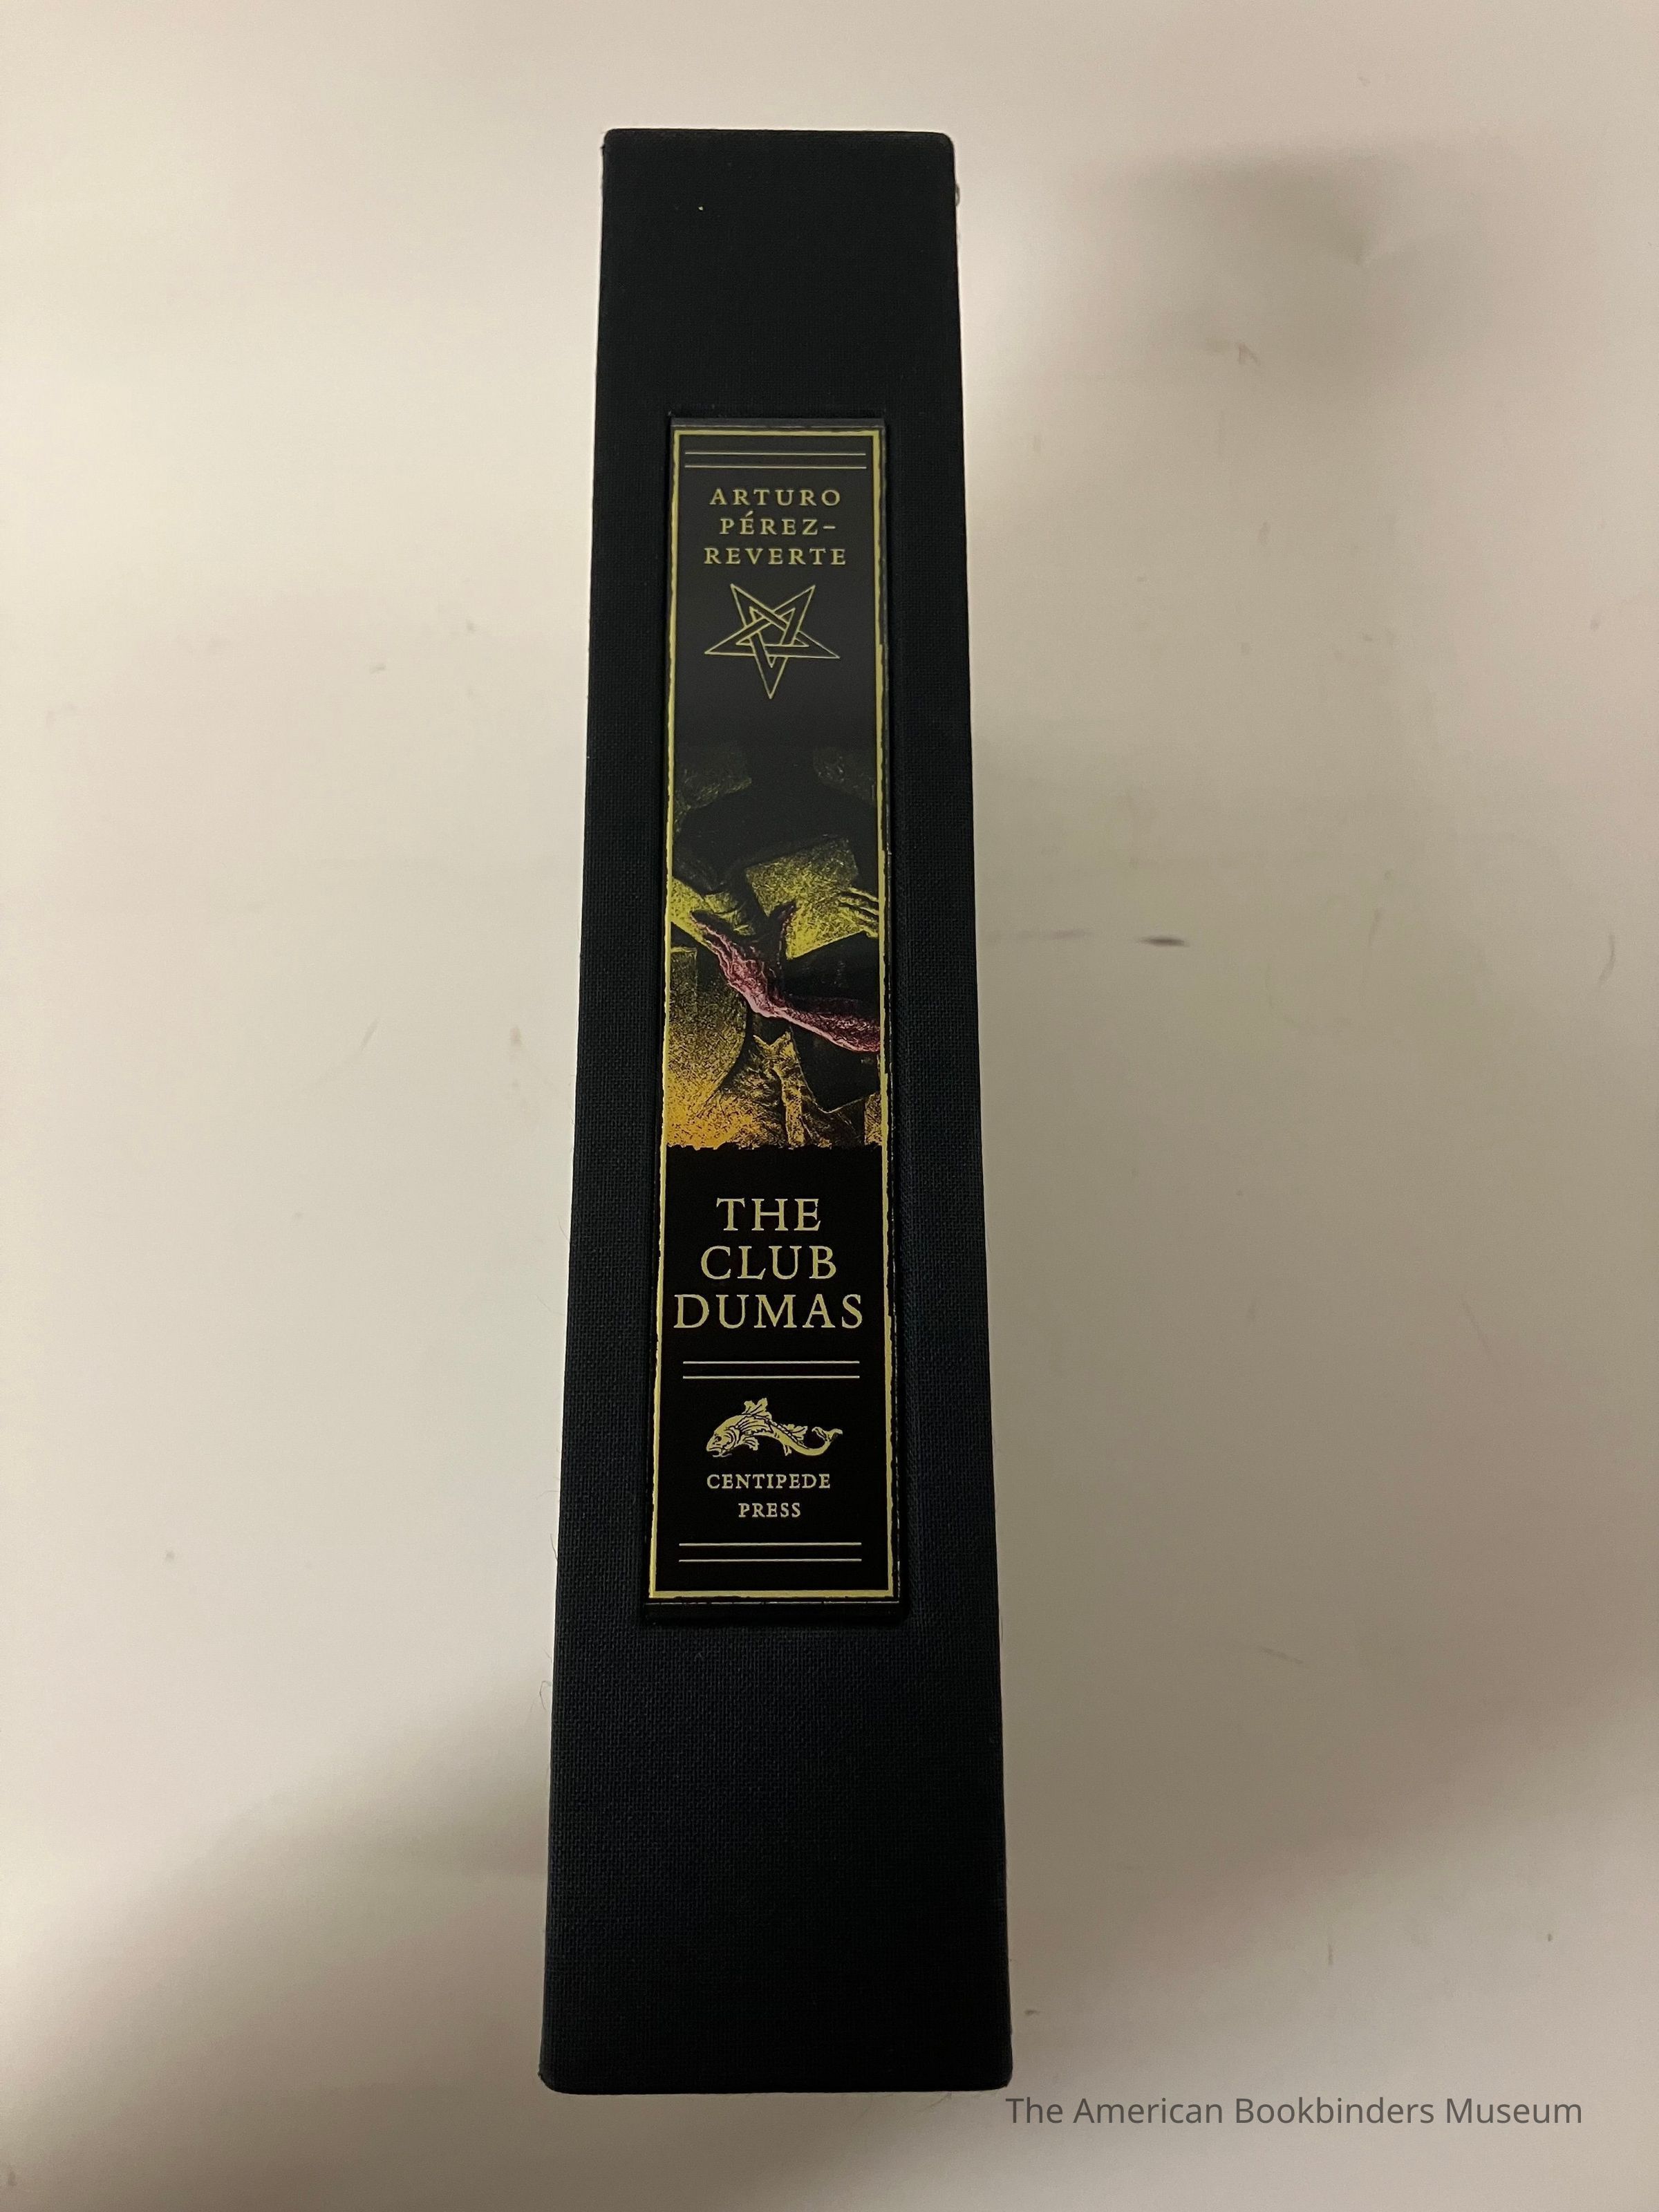 ARTURO
PÉREZ-
REVERTE
THE
CLUB
DUMAS
CENTIPEDE
PRESS
The American Bookbinders Museum